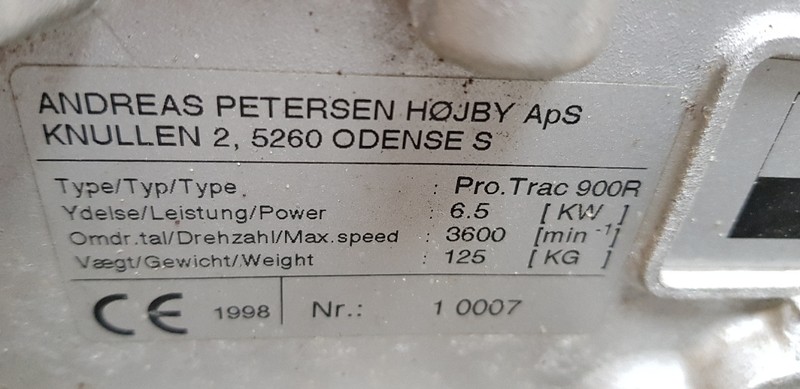 ANDREAS PETERSEN HØJBY ApS
KNULLEN 2, 5260 ODENSE S
Type/Typ/Type : Pro.Trac 900R
Ydelse/Leistung/Power : 6.5 [KW]
Omdr.tal/Drehzahl/Max.speed : 3600 [min -1]
Vægt/Gewicht/Weight : 125 [KG]
CE 1998 Nr.: 1 0007